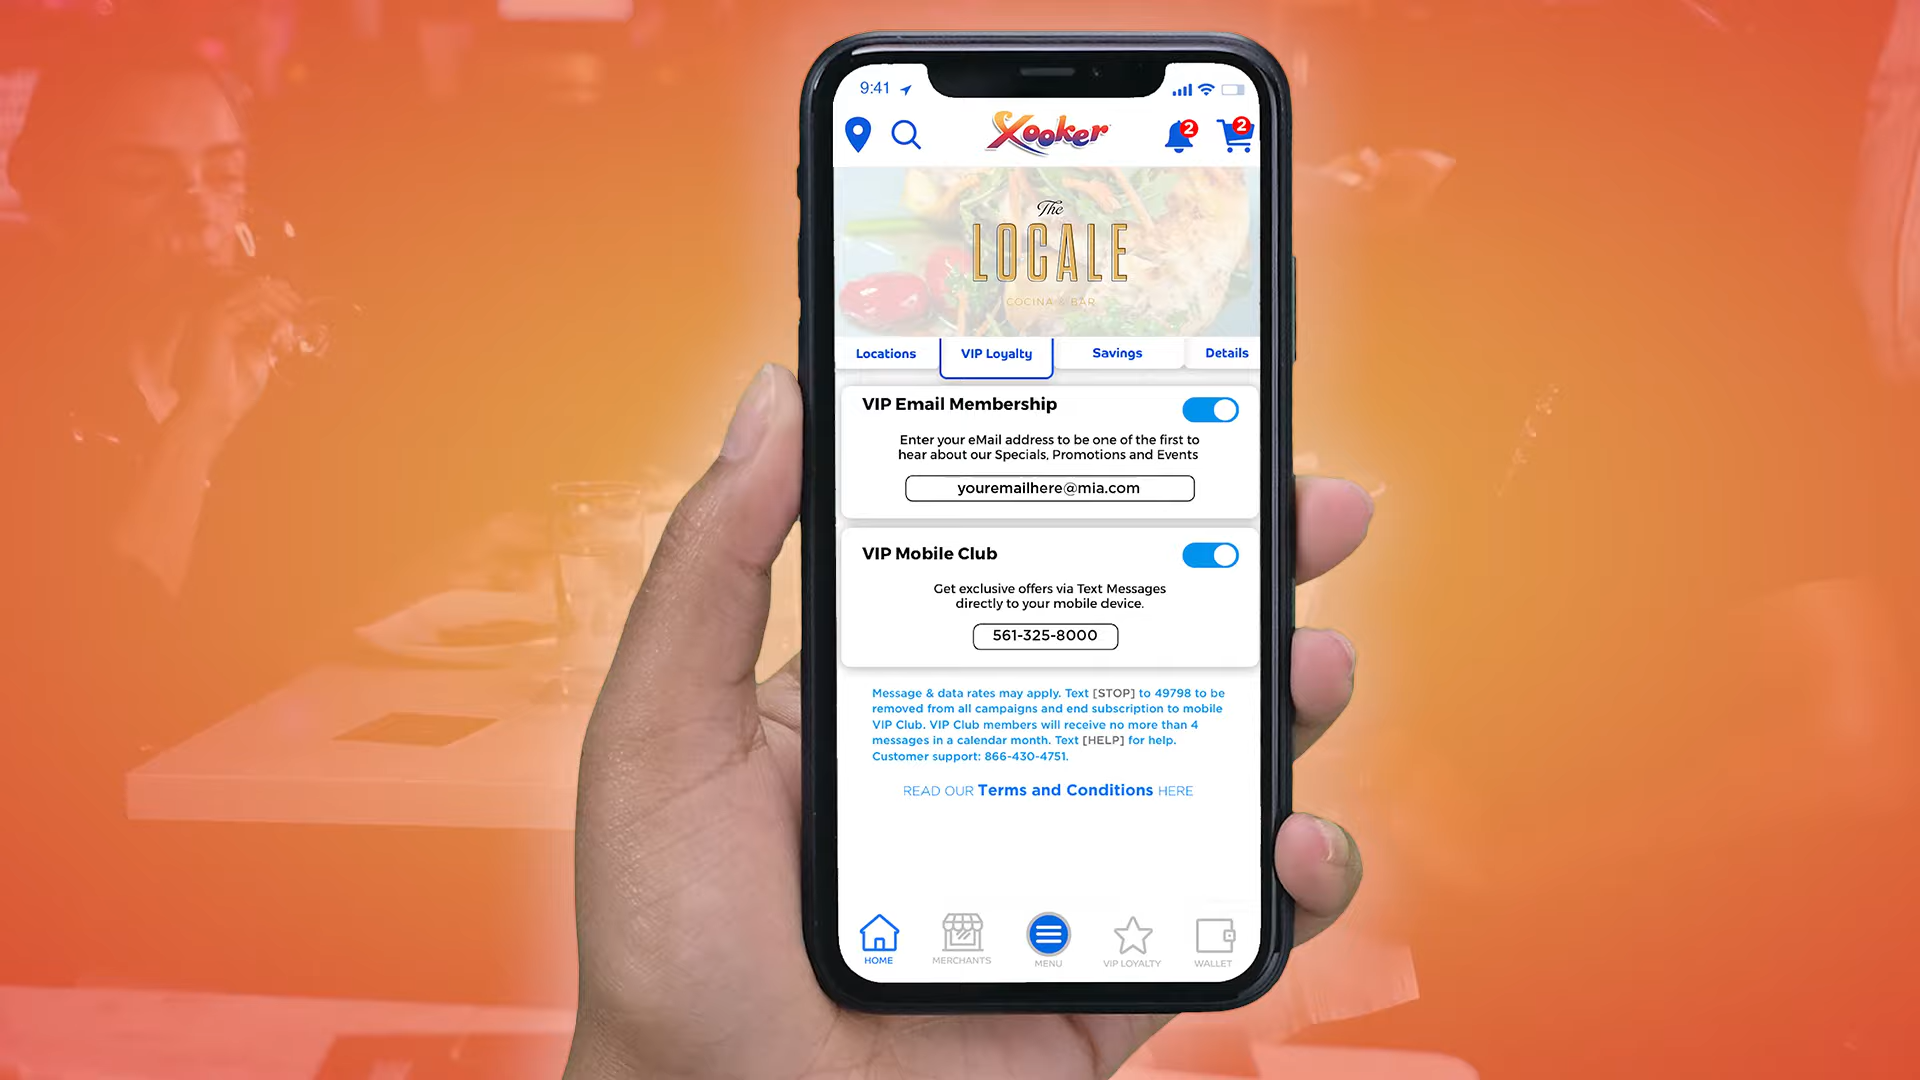 9:41
Xooker
2
2
The
LOCALE
COCINA & BAR
Locations
VIP Loyalty
Savings
Details
VIP Email Membership
Enter your eMail address to be one of the first to
hear about our Specials, Promotions and Events
youremailhere@mia.com
VIP Mobile Club
Get exclusive offers via Text Messages
directly to your mobile device.
561-325-8000
Message & data rates may apply. Text [STOP] to 49798 to be
removed from all campaigns and end subscription to mobile
VIP Club. VIP Club members will receive no more than 4
messages in a calendar month. Text [HELP] for help.
Customer support: 866-430-4751.
READ OUR Terms and Conditions HERE
HOME
MERCHANTS
MENU
VIP LOYALTY
WALLET